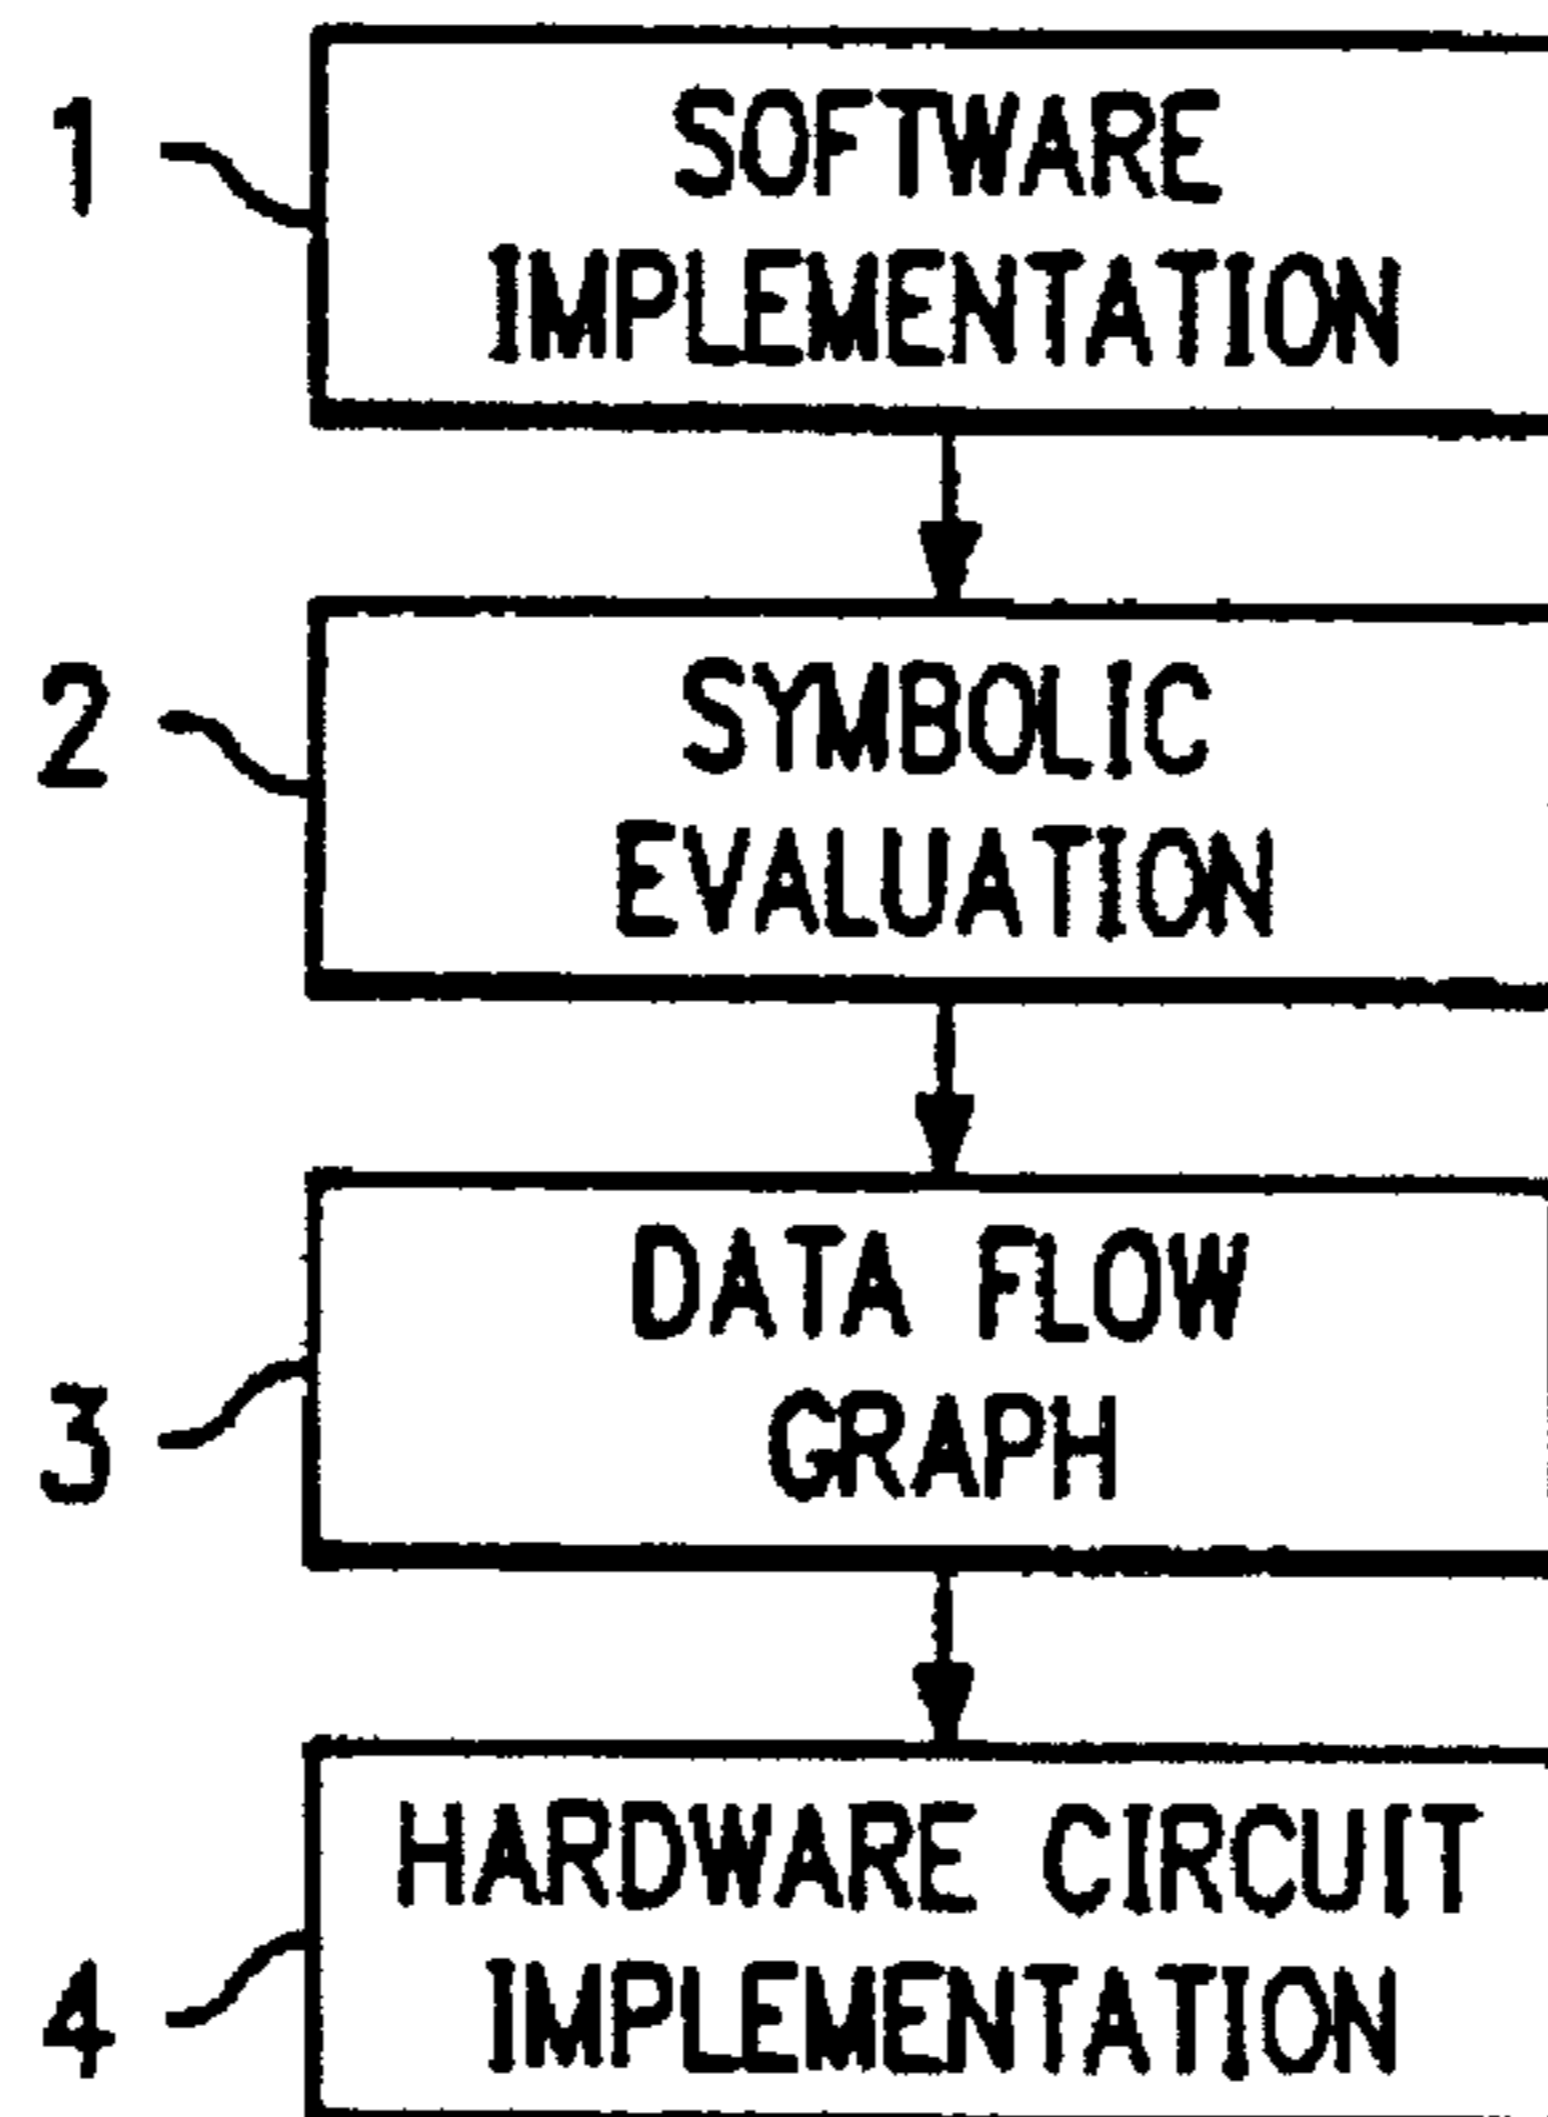 1
SOFTWARE
IMPLEMENTATION
2
SYMBOLIC
EVALUATION
3
DATA FLOW
GRAPH
4
HARDWARE CIRCUIT
IMPLEMENTATION